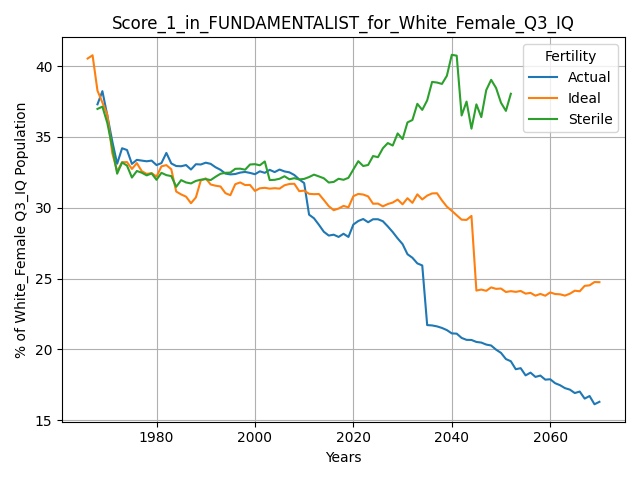 Score_1_in_FUNDAMENTALIST_for_White_Female_Q3_IQ
% of White_Female Q3_IQ Population
40
35
30
25
20
15
1980
2000
2020
2040
2060
Years
Fertility
Actual
Ideal
Sterile